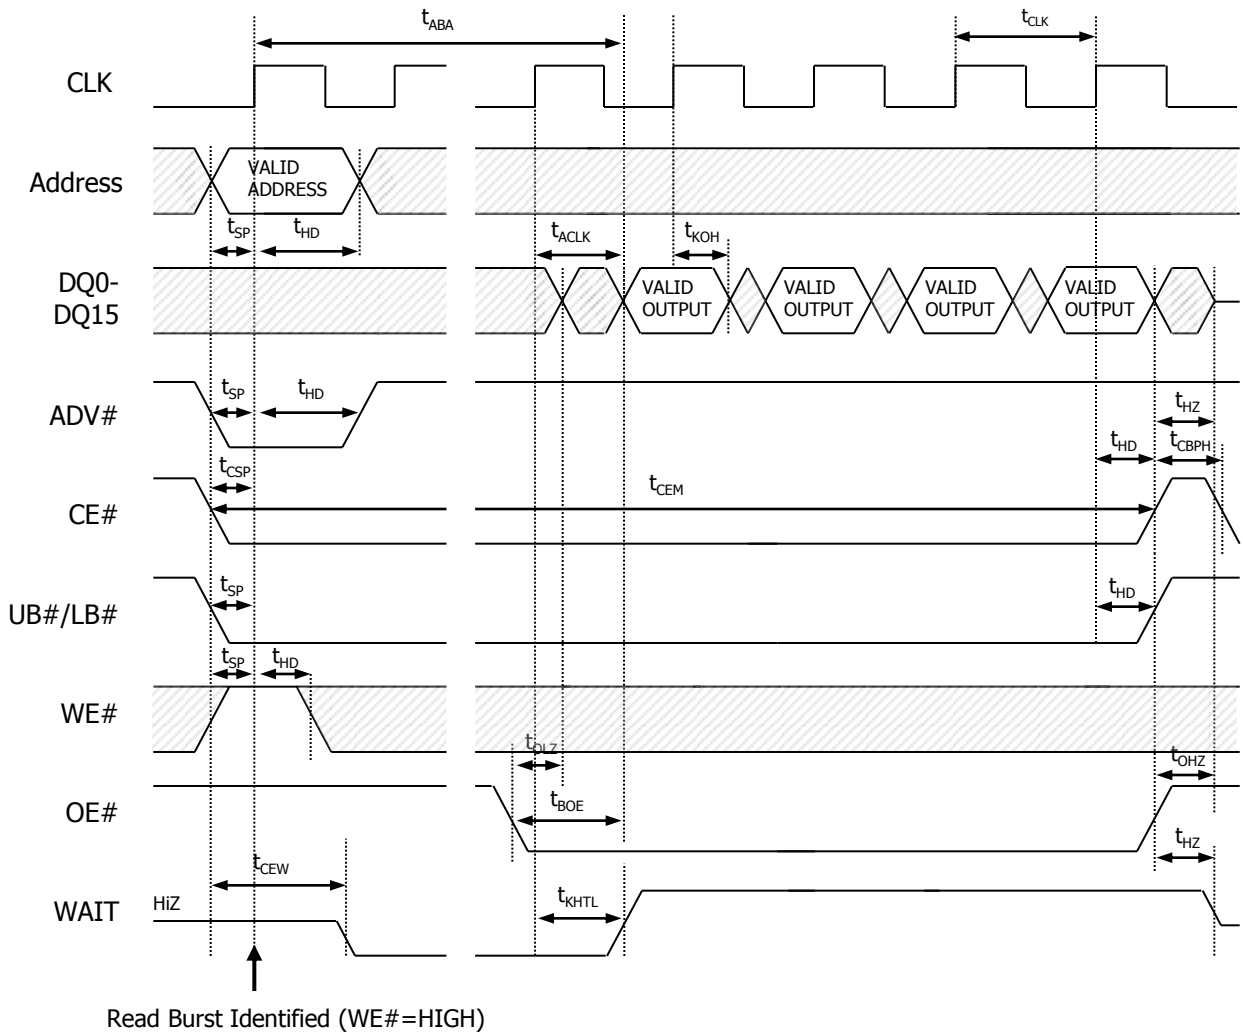 tABA
tCLK
CLK
Address
VALID
ADDRESS
tSP
tHD
tACLK
tKOH
DQ0-
DQ15
VALID
OUTPUT
VALID
OUTPUT
VALID
OUTPUT
VALID
OUTPUT
ADV#
tSP
tHD
tHZ
tHD
tCBPH
CE#
tCSP
tCEM
UB#/LB#
tSP
tHD
WE#
tSP
tHD
tOLZ
tOHZ
OE#
tBOE
tHZ
tCEW
WAIT
HiZ
tKHTL
Read Burst Identified (WE#=HIGH)